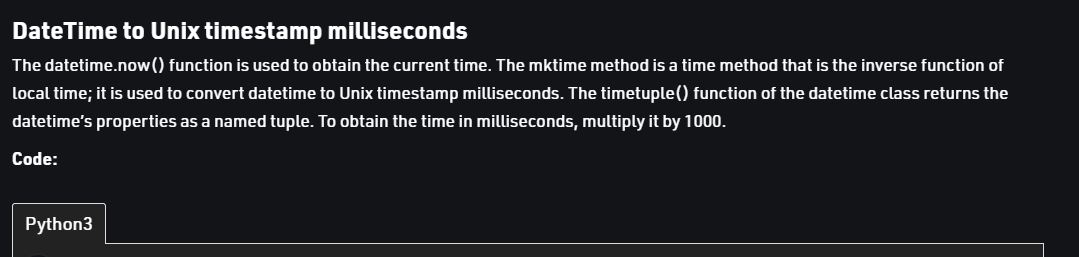 DateTime to Unix timestamp milliseconds
The datetime.now() function is used to obtain the current time. The mktime method is a time method that is the inverse function of
local time; it is used to convert datetime to Unix timestamp milliseconds. The timetuple() function of the datetime class returns the
datetime’s properties as a named tuple. To obtain the time in milliseconds, multiply it by 1000.
Code:
Python3